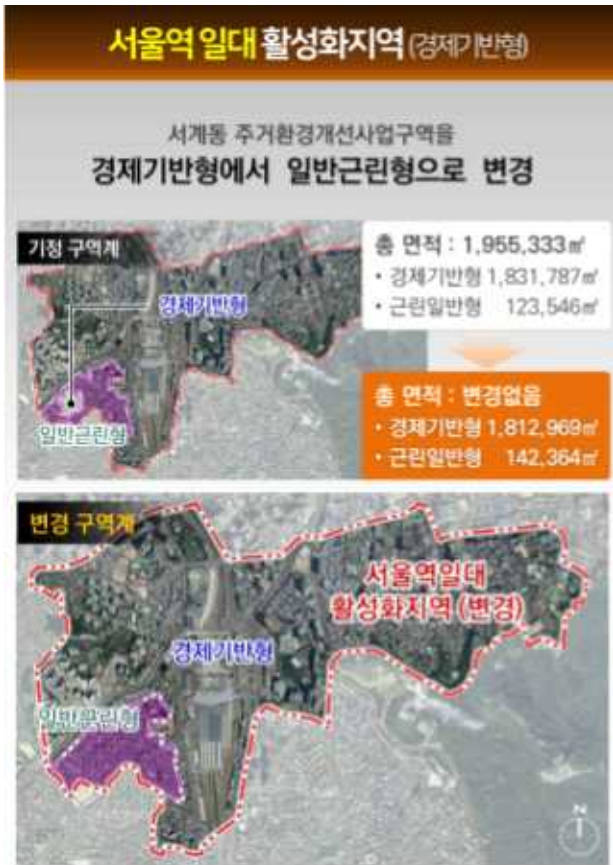 서울역 일대 활성화지역 (경제기반형)
서계동 주거환경개선사업구역을
경제기반형에서 일반근린형으로 변경
기정 구역계
경제기반형
일반근린형
총 면적 : 1,955,333㎡
• 경제기반형 1,831,787㎡
• 근린일반형 123,546㎡
총 면적 : 변경없음
• 경제기반형 1,812,969㎡
• 근린일반형 142,364㎡
변경 구역계
서울역일대
활성화지역 (변경)
경제기반형
일반근린형
N